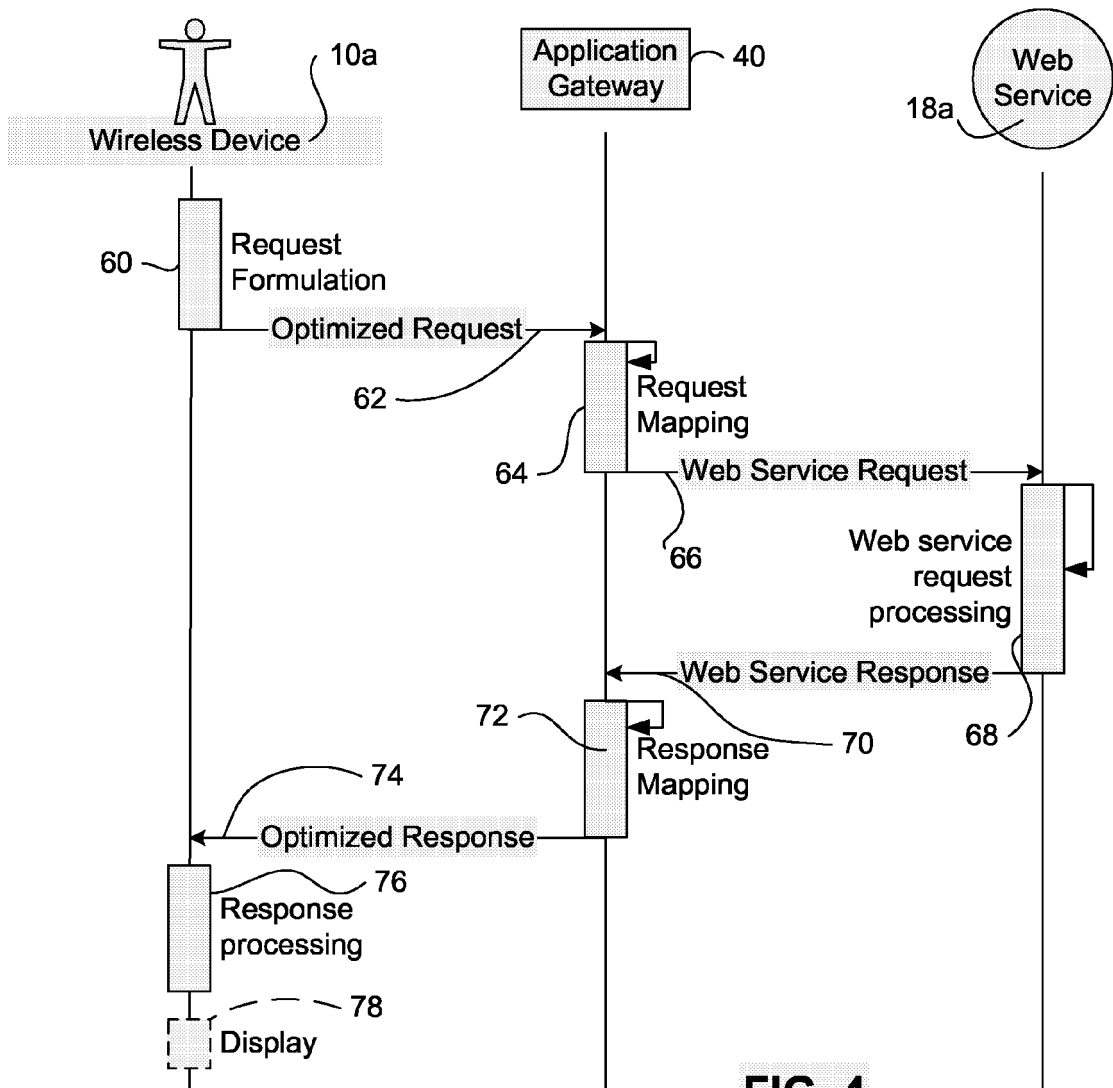 10a
Application
Gateway
40
Web
Service
18a
Wireless Device
60
Request
Formulation
Optimized Request
62
Request
Mapping
64
Web Service Request
66
Web service
request
processing
68
Web Service Response
70
72
Response
Mapping
74
Optimized Response
76
Response
processing
78
Display
FIG. 4